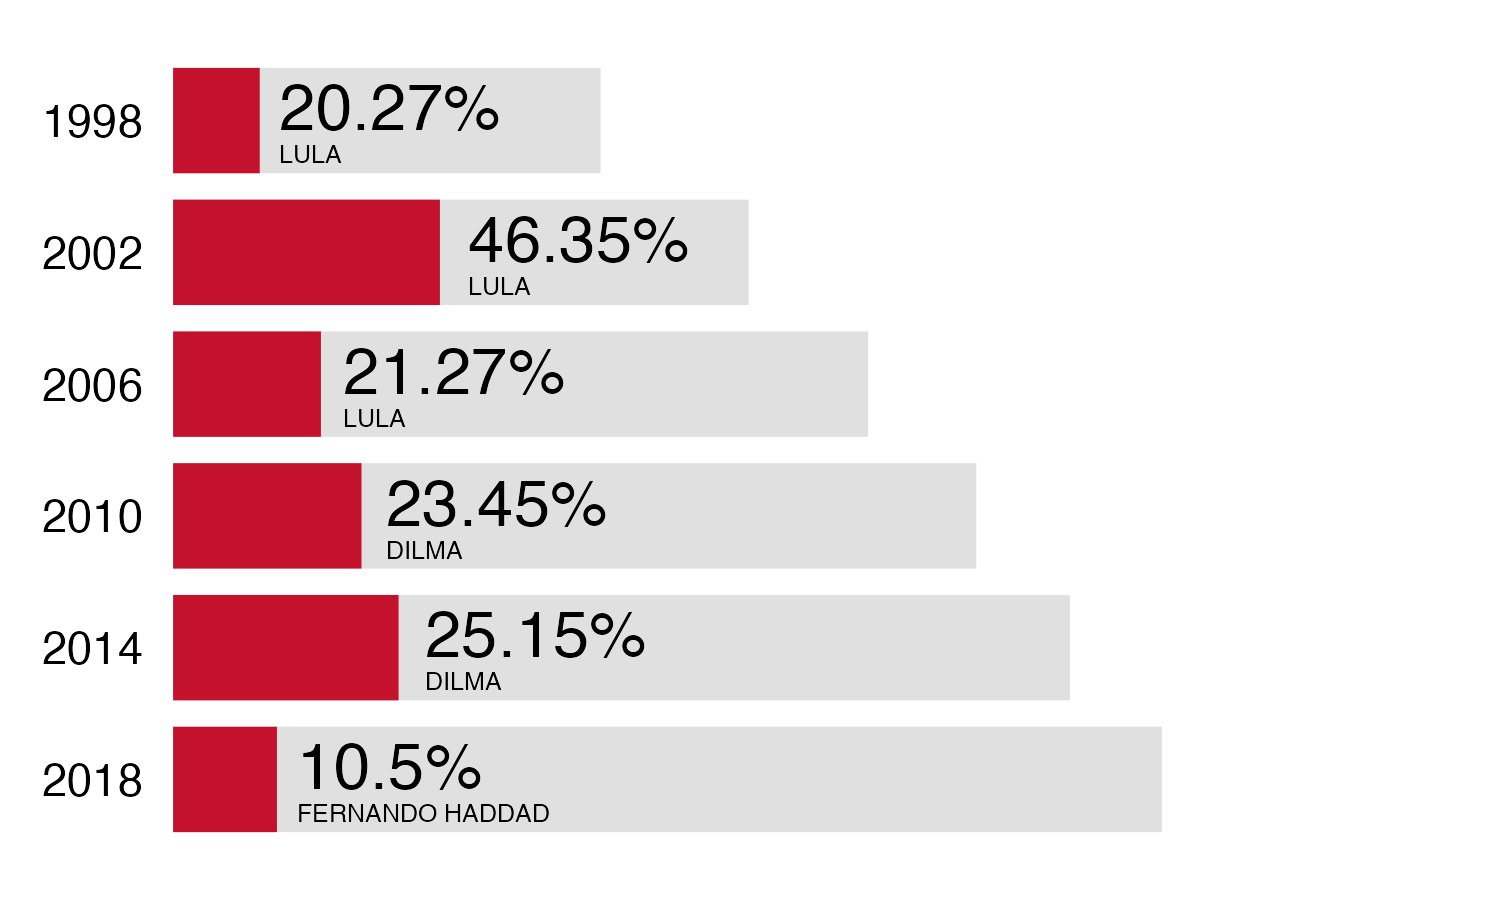 1998
20.27%
LULA
2002
46.35%
LULA
2006
21.27%
LULA
2010
23.45%
DILMA
2014
25.15%
DILMA
2018
10.5%
FERNANDO HADDAD